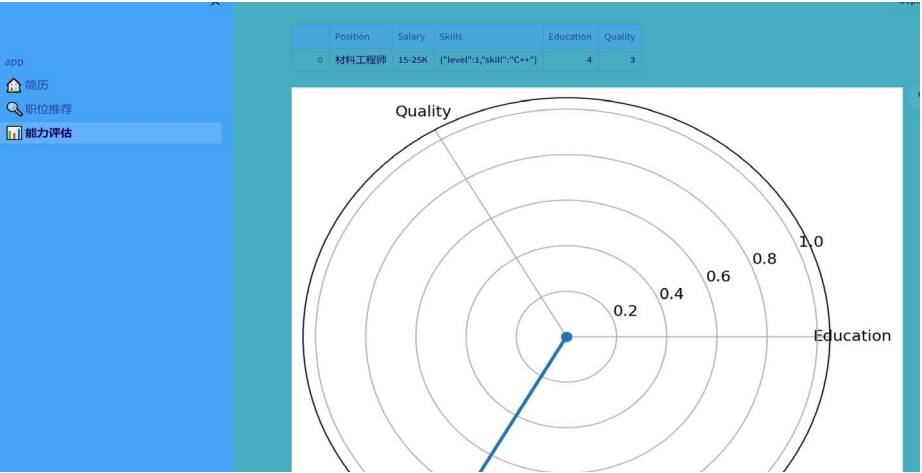 app
简历
职位推荐
能力评估
Position Salary Skills Education Quality
0 材料工程师 15-25K {"level":1,"skill":"C++"} 4 3
Quality
1.0
0.8
0.6
0.4
0.2
Education